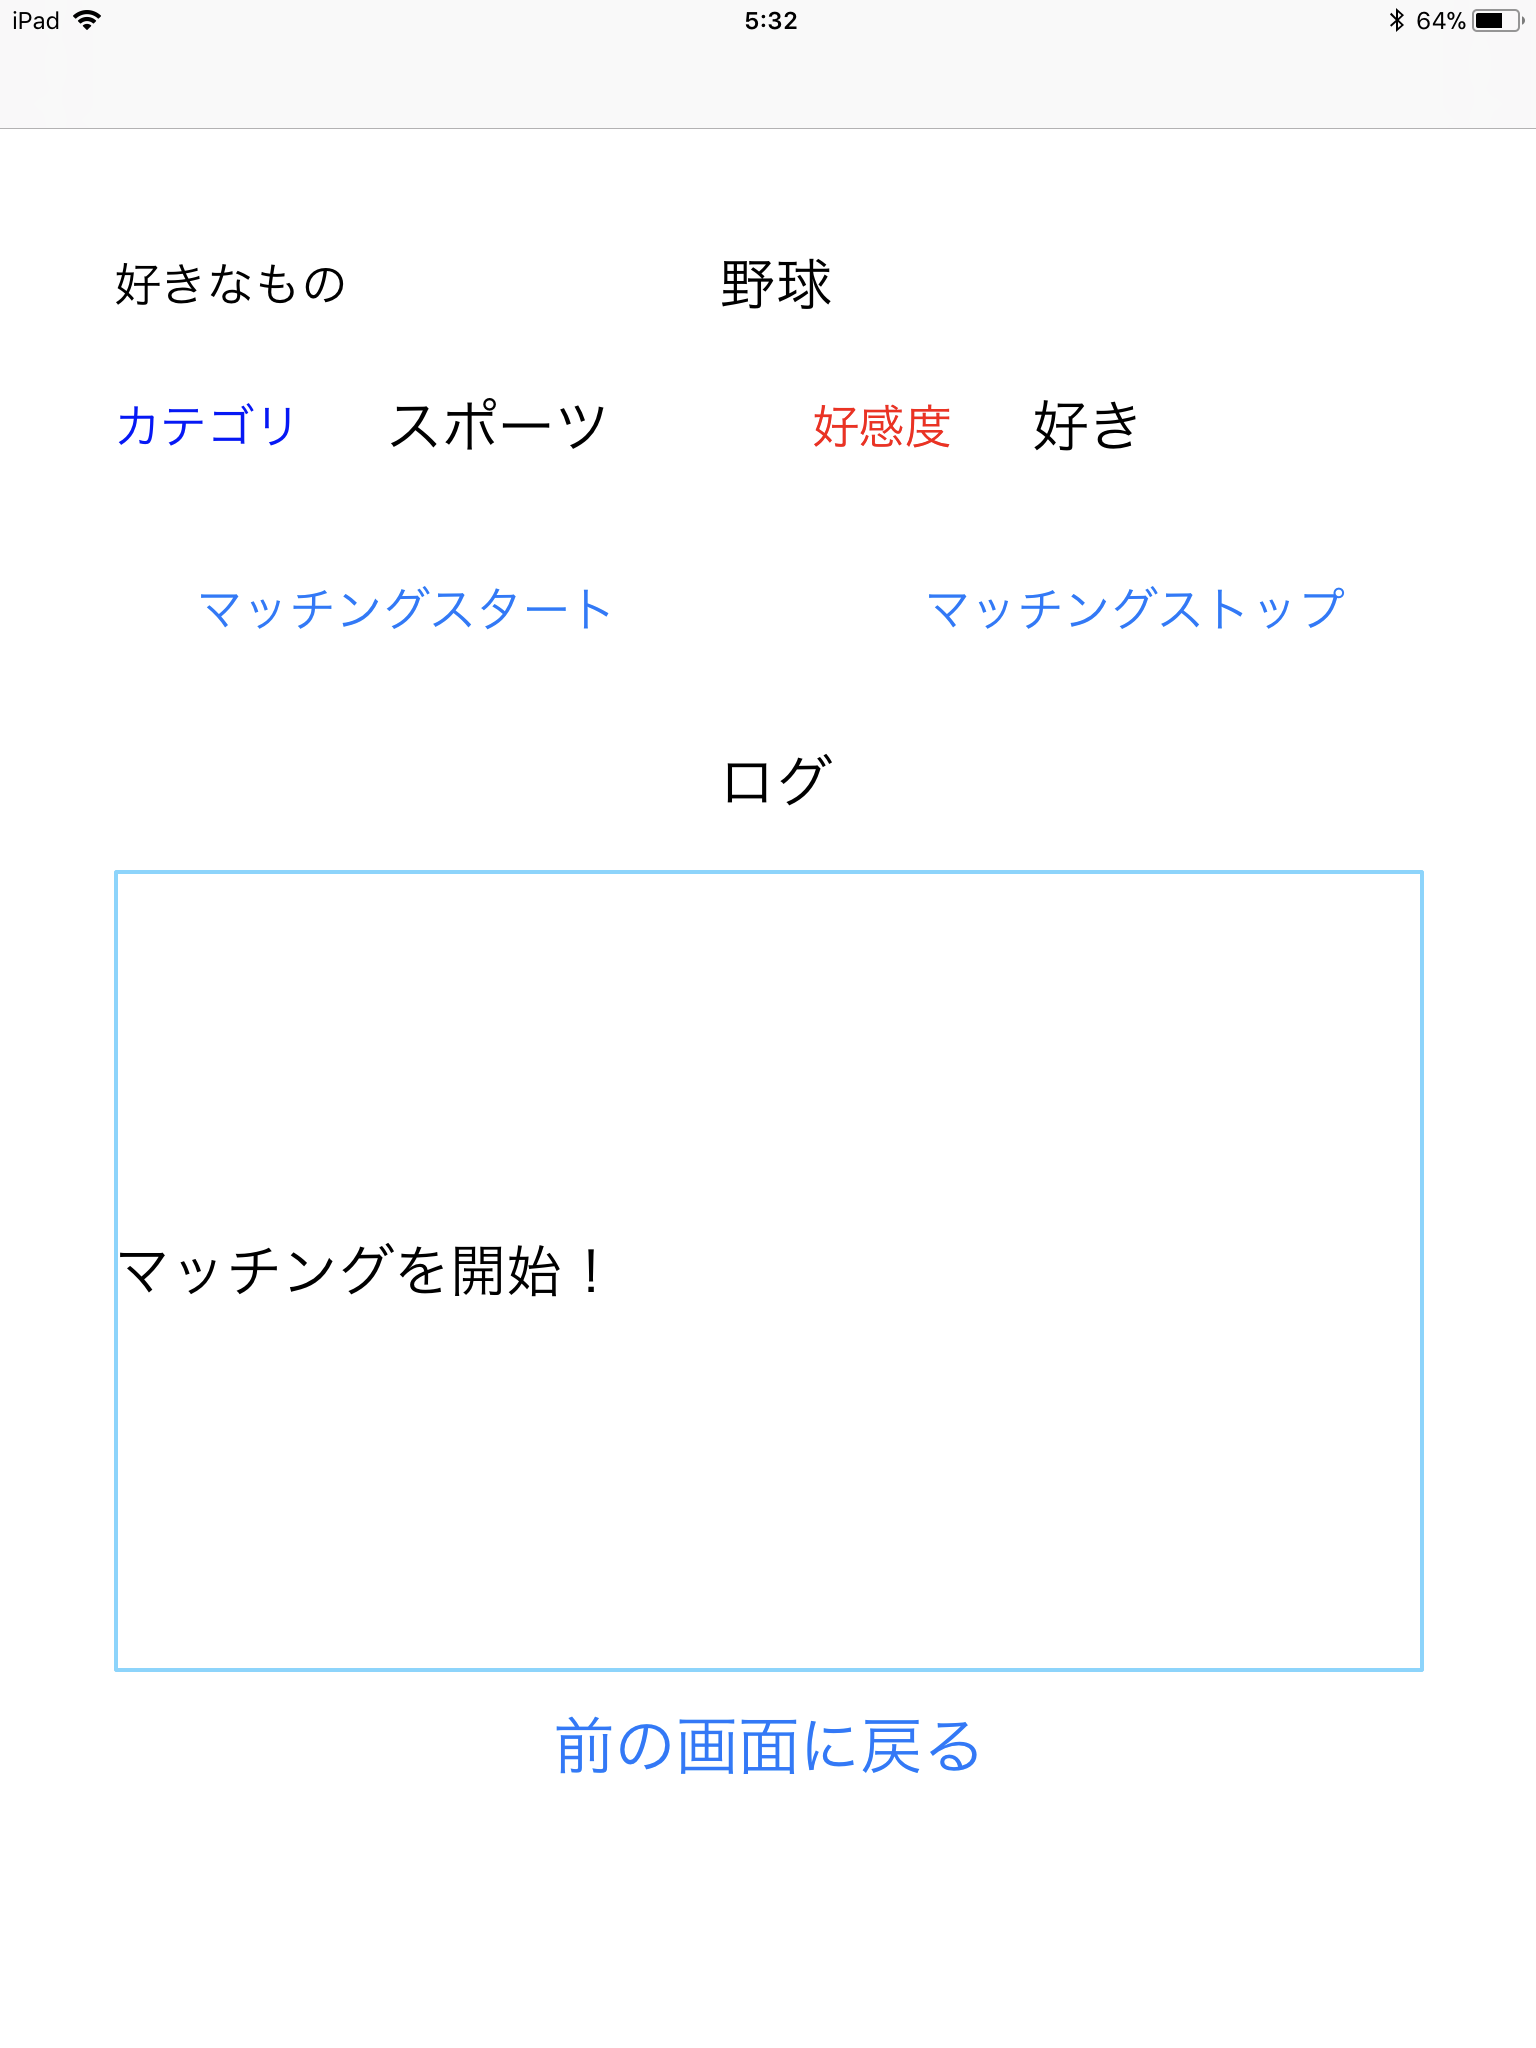 iPad 5:32 64%
好きなもの 野球
カテゴリ スポーツ 好感度 好き
マッチングスタート マッチングストップ
ログ
マッチングを開始！
前の画面に戻る